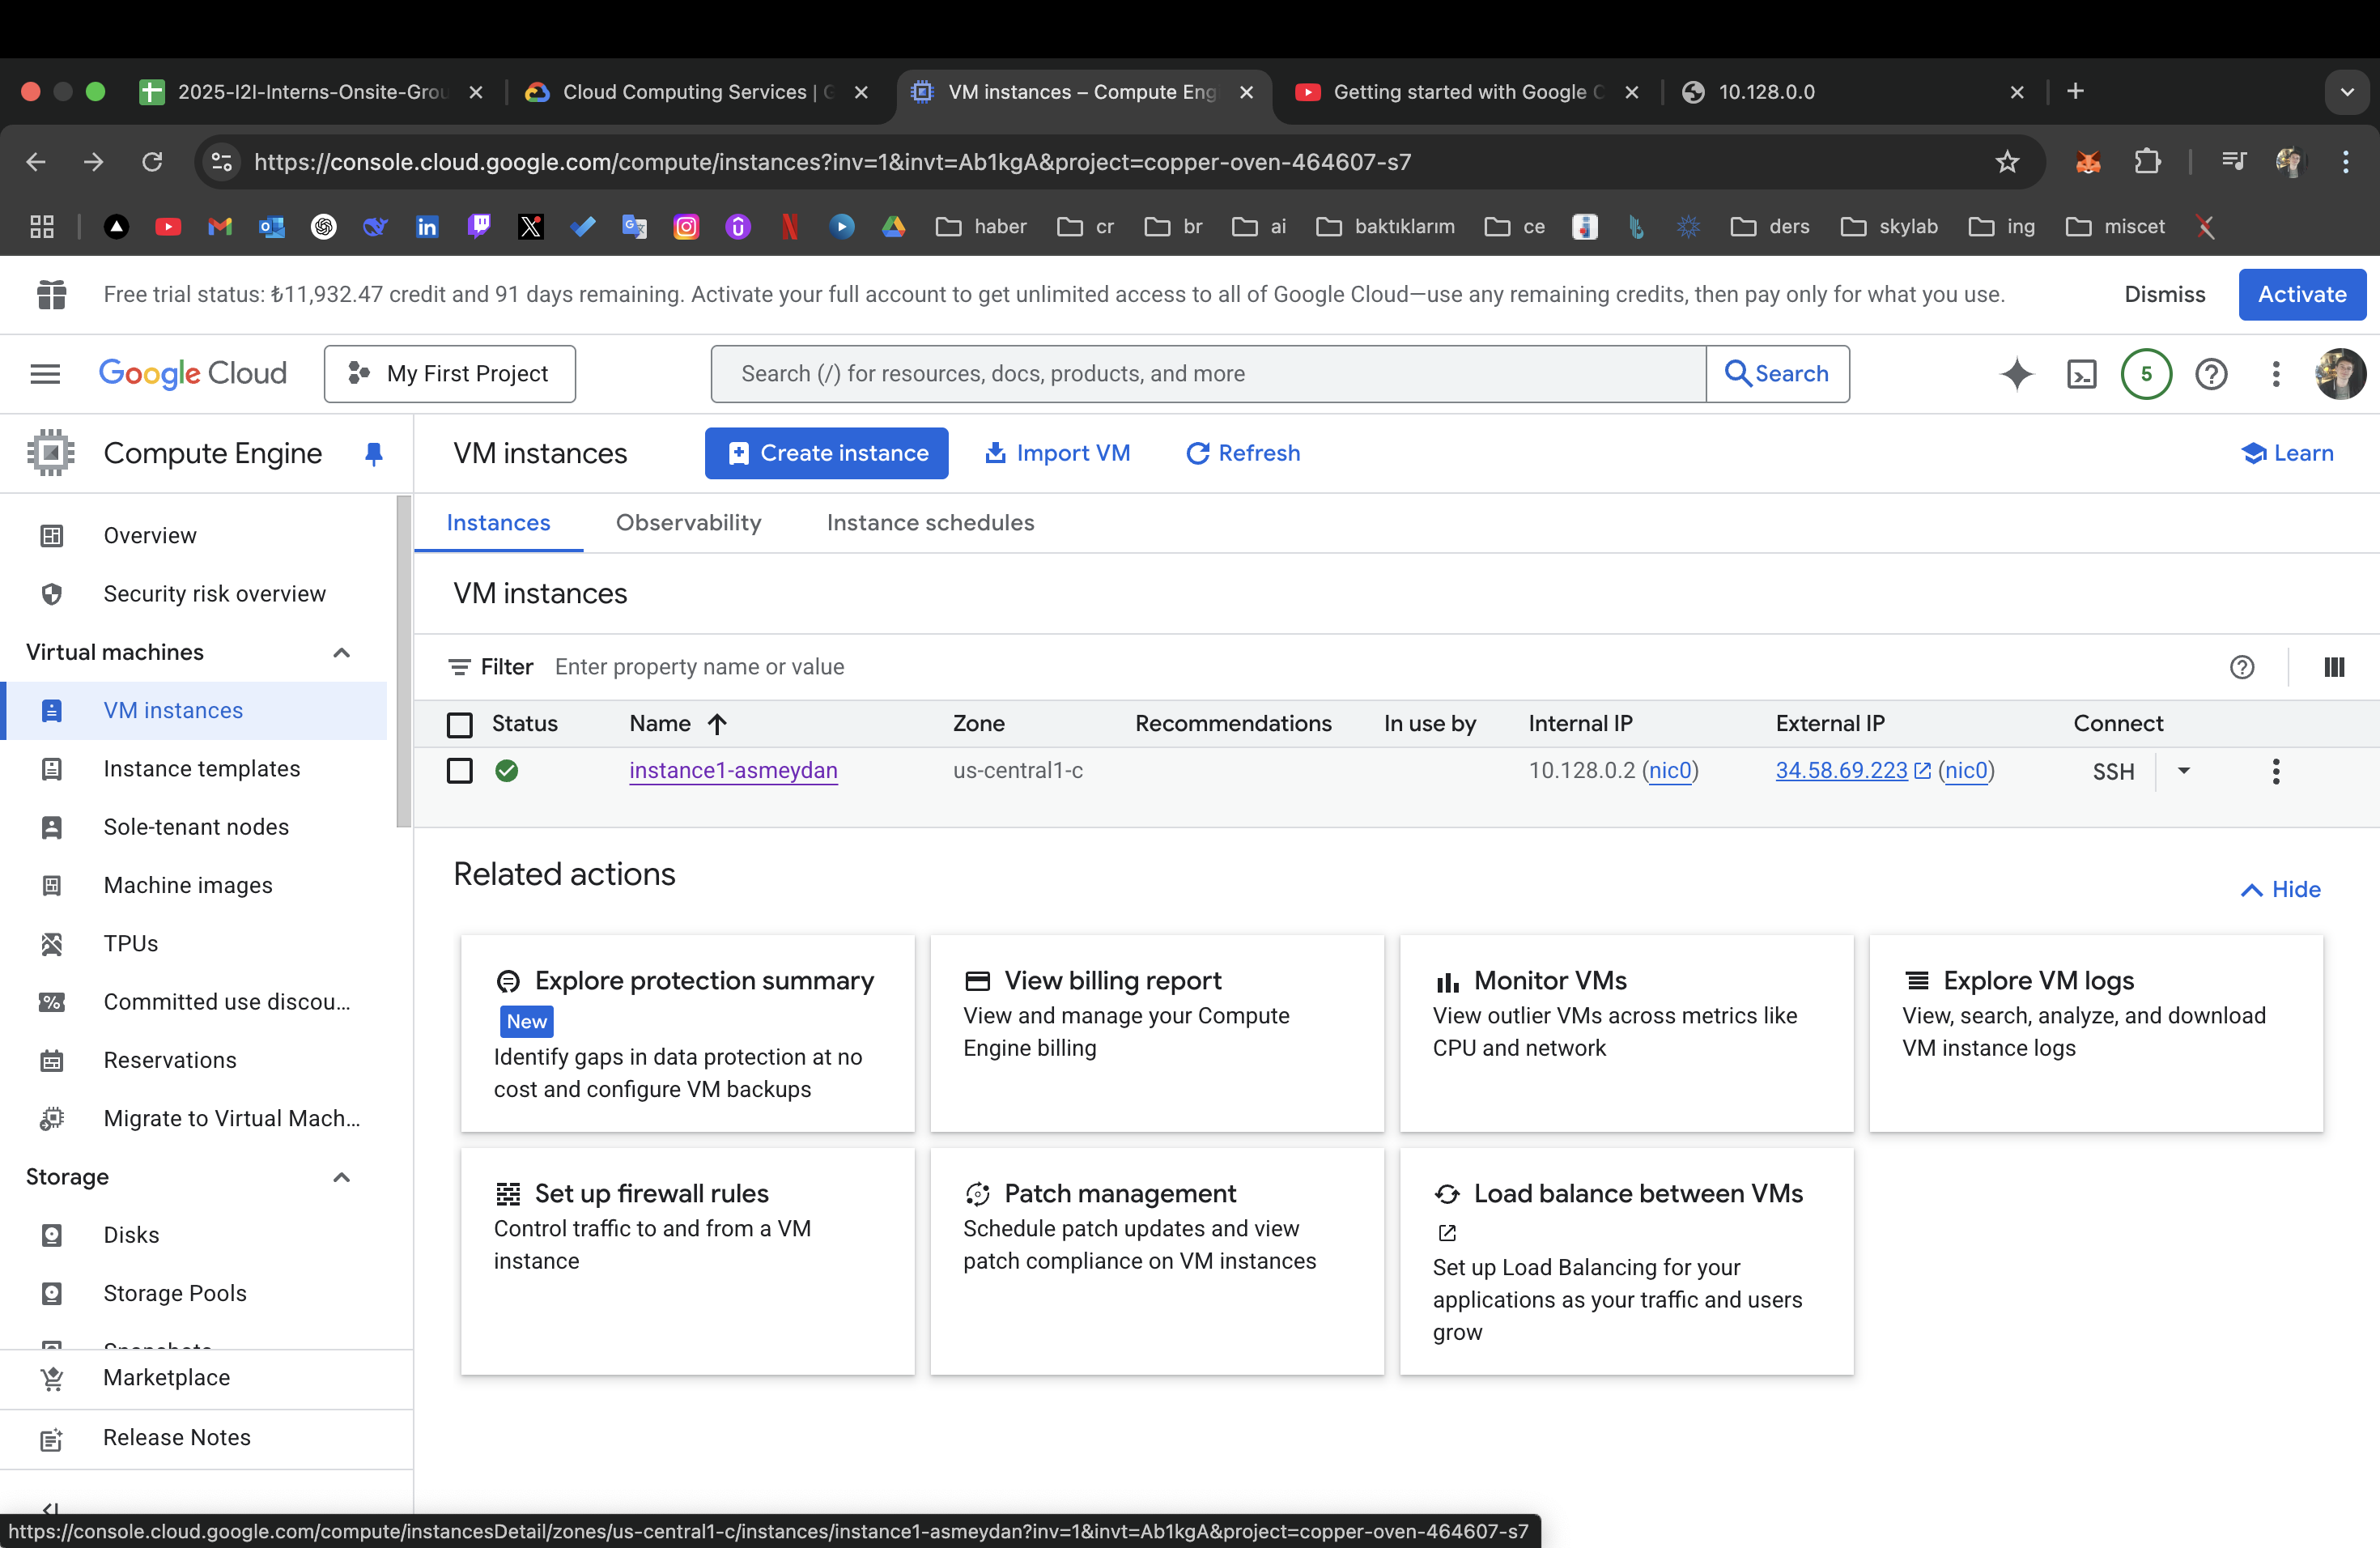 2025-I2I-Interns-Onsite-Grou
Cloud Computing Services | G
VM instances – Compute Eng
Getting started with Google C
10.128.0.0
https://console.cloud.google.com/compute/instances?inv=1&invt=Ab1kgA&project=copper-oven-464607-s7
haber
cr
br
ai
baktıklarım
ce
ders
skylab
ing
miscet
Free trial status: ₺11,932.47 credit and 91 days remaining. Activate your full account to get unlimited access to all of Google Cloud—use any remaining credits, then pay only for what you use.
Dismiss
Activate
Google Cloud
My First Project
Search (/) for resources, docs, products, and more
Search
5
Compute Engine
VM instances
Create instance
Import VM
Refresh
Learn
Overview
Security risk overview
Virtual machines
VM instances
Instance templates
Sole-tenant nodes
Machine images
TPUs
Committed use discou...
Reservations
Migrate to Virtual Mach...
Storage
Disks
Storage Pools
Snapshots
Marketplace
Release Notes
Instances
Observability
Instance schedules
VM instances
Filter Enter property name or value
Status Name Zone Recommendations In use by Internal IP External IP Connect
instance1-asmeydan us-central1-c 10.128.0.2 (nic0) 34.58.69.223 (nic0) SSH
Related actions
Hide
Explore protection summary
New
Identify gaps in data protection at no
cost and configure VM backups
View billing report
View and manage your Compute
Engine billing
Monitor VMs
View outlier VMs across metrics like
CPU and network
Explore VM logs
View, search, analyze, and download
VM instance logs
Set up firewall rules
Control traffic to and from a VM
instance
Patch management
Schedule patch updates and view
patch compliance on VM instances
Load balance between VMs
Set up Load Balancing for your
applications as your traffic and users
grow
https://console.cloud.google.com/compute/instancesDetail/zones/us-central1-c/instances/instance1-asmeydan?inv=1&invt=Ab1kgA&project=copper-oven-464607-s7